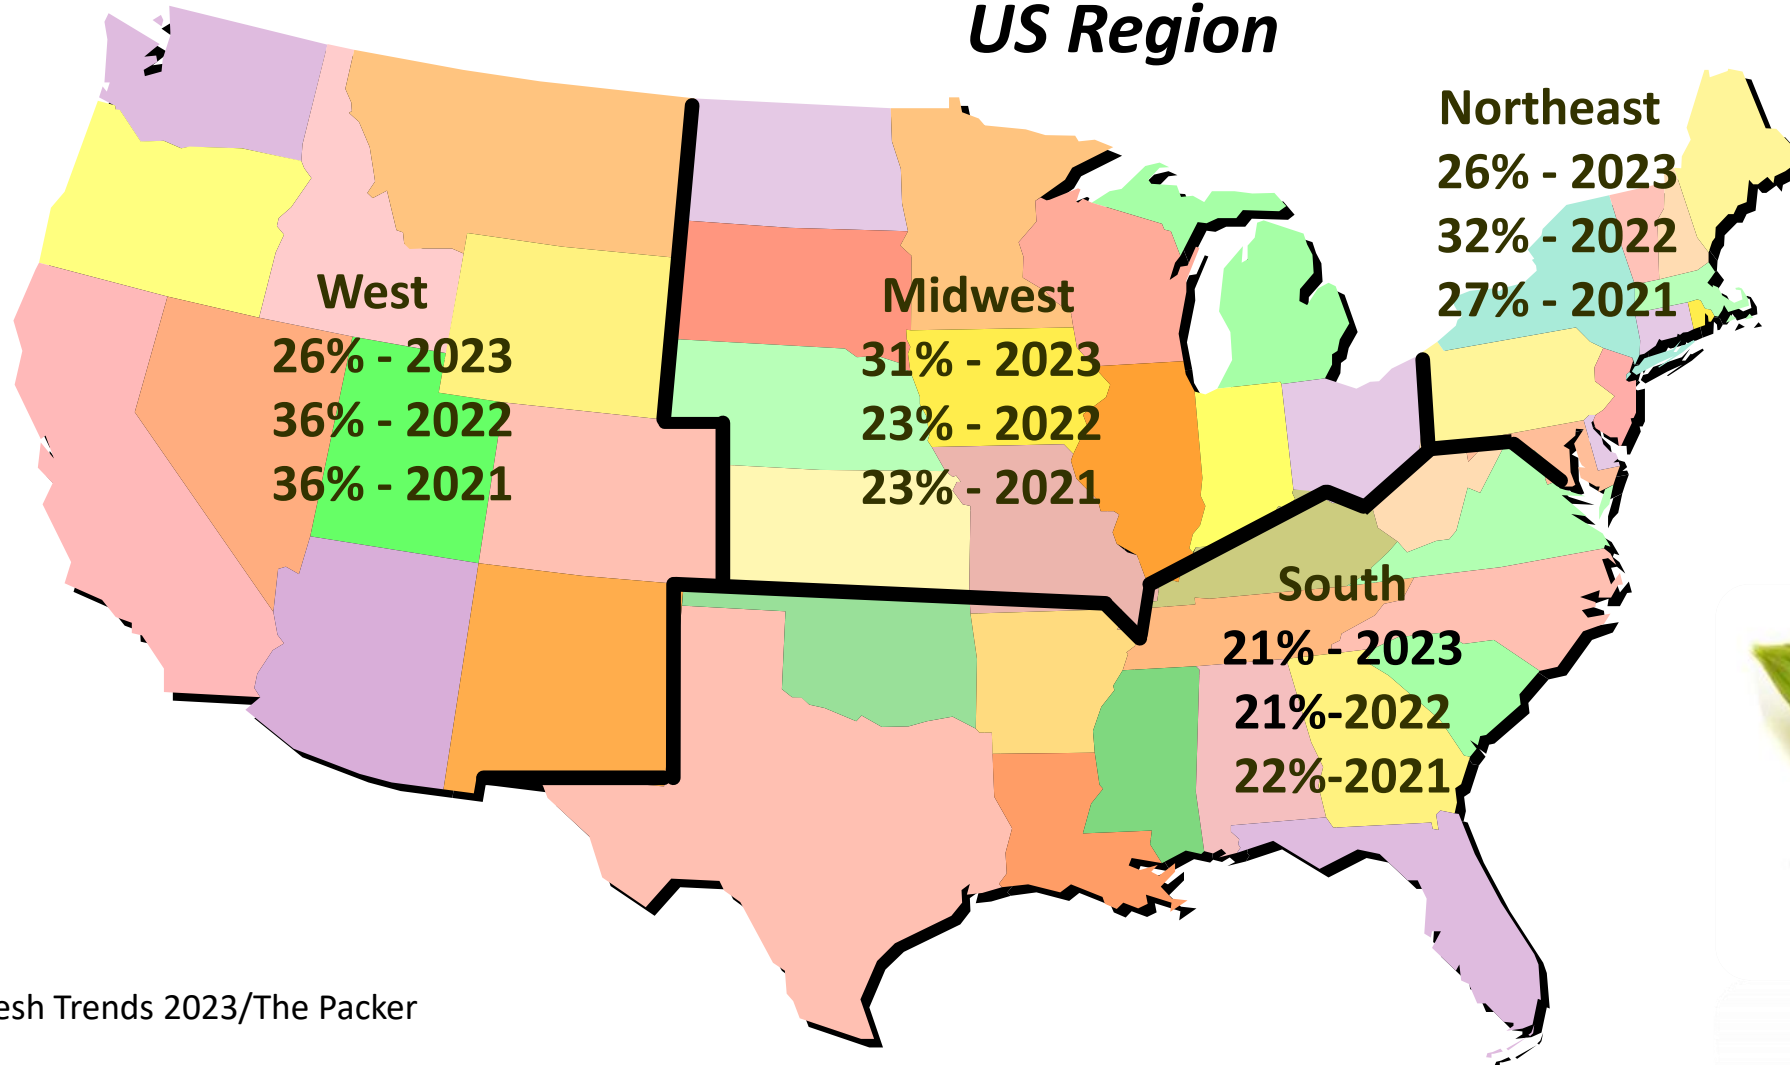 US Region
Northeast
26% - 2023
32% - 2022
27% - 2021
West
26% - 2023
36% - 2022
36% - 2021
Midwest
31% - 2023
23% - 2022
23% - 2021
South
21% - 2023
21%-2022
22%-2021
esh Trends 2023/The Packer